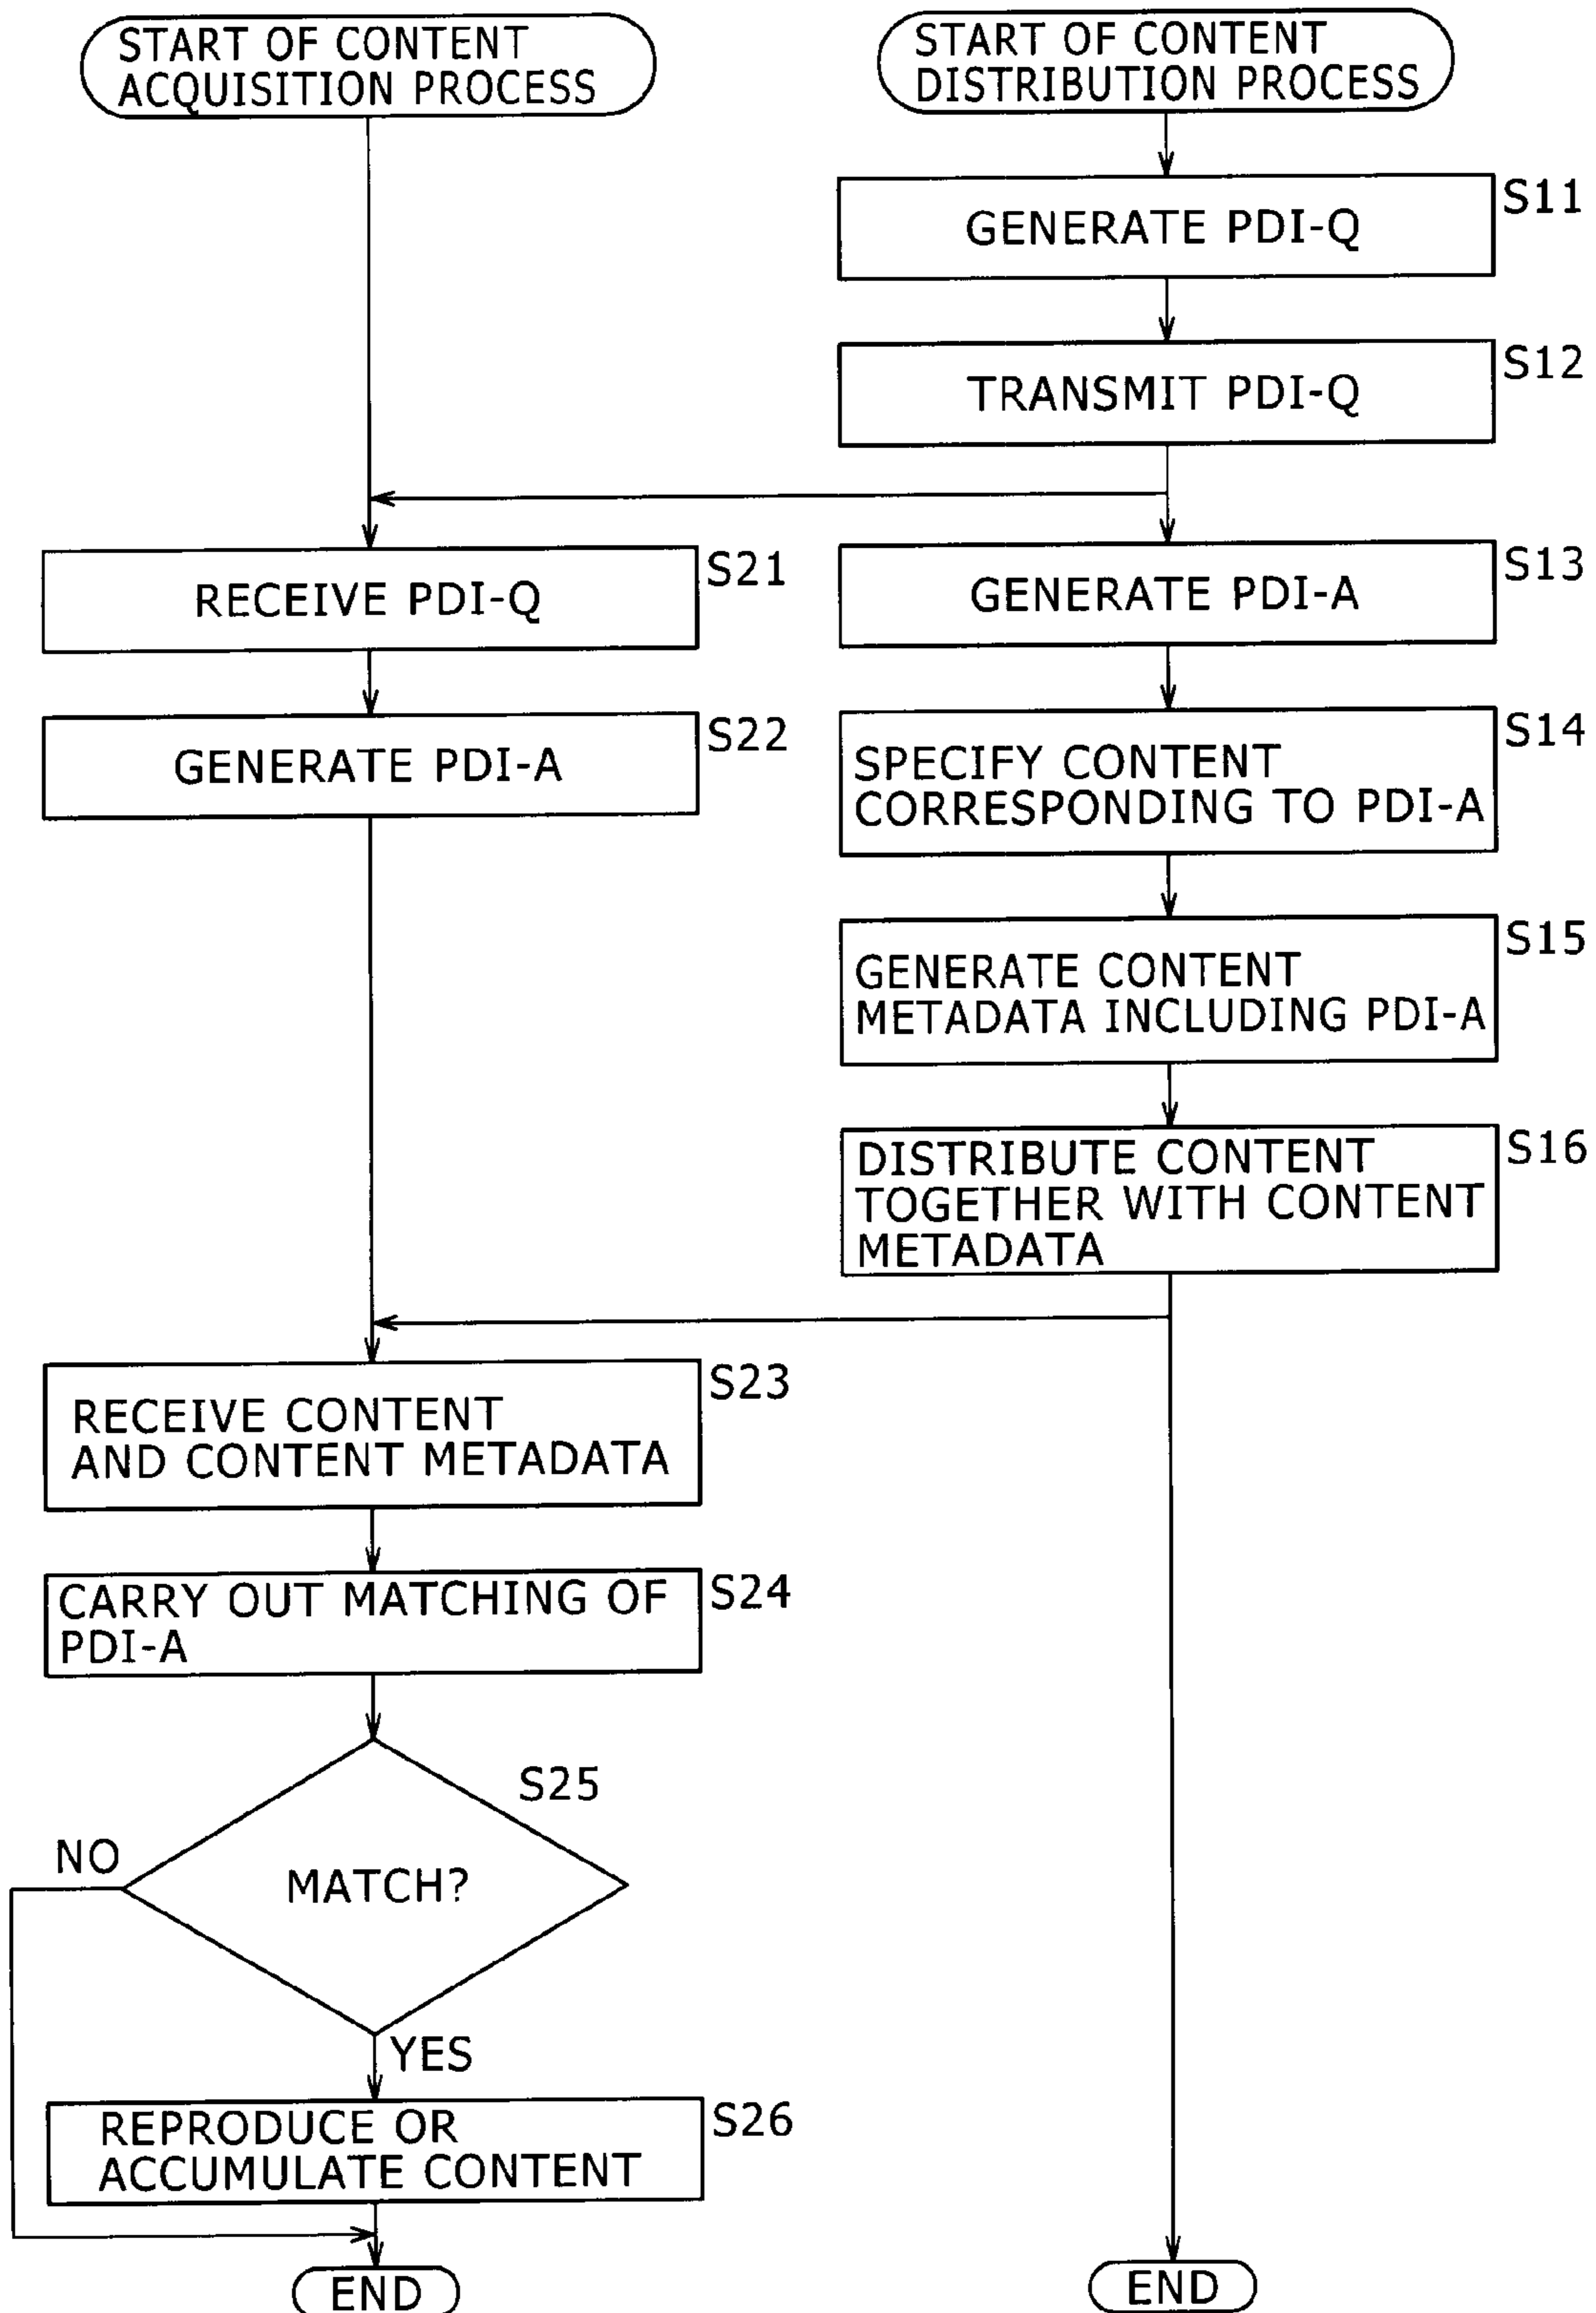 START OF CONTENT
ACQUISITION PROCESS
START OF CONTENT
DISTRIBUTION PROCESS
S11
GENERATE PDI-Q
S12
TRANSMIT PDI-Q
S21
RECEIVE PDI-Q
S13
GENERATE PDI-A
S22
GENERATE PDI-A
S14
SPECIFY CONTENT
CORRESPONDING TO PDI-A
S15
GENERATE CONTENT
METADATA INCLUDING PDI-A
S16
DISTRIBUTE CONTENT
TOGETHER WITH CONTENT
METADATA
S23
RECEIVE CONTENT
AND CONTENT METADATA
S24
CARRY OUT MATCHING OF
PDI-A
S25
NO
MATCH?
YES
S26
REPRODUCE OR
ACCUMULATE CONTENT
END
END